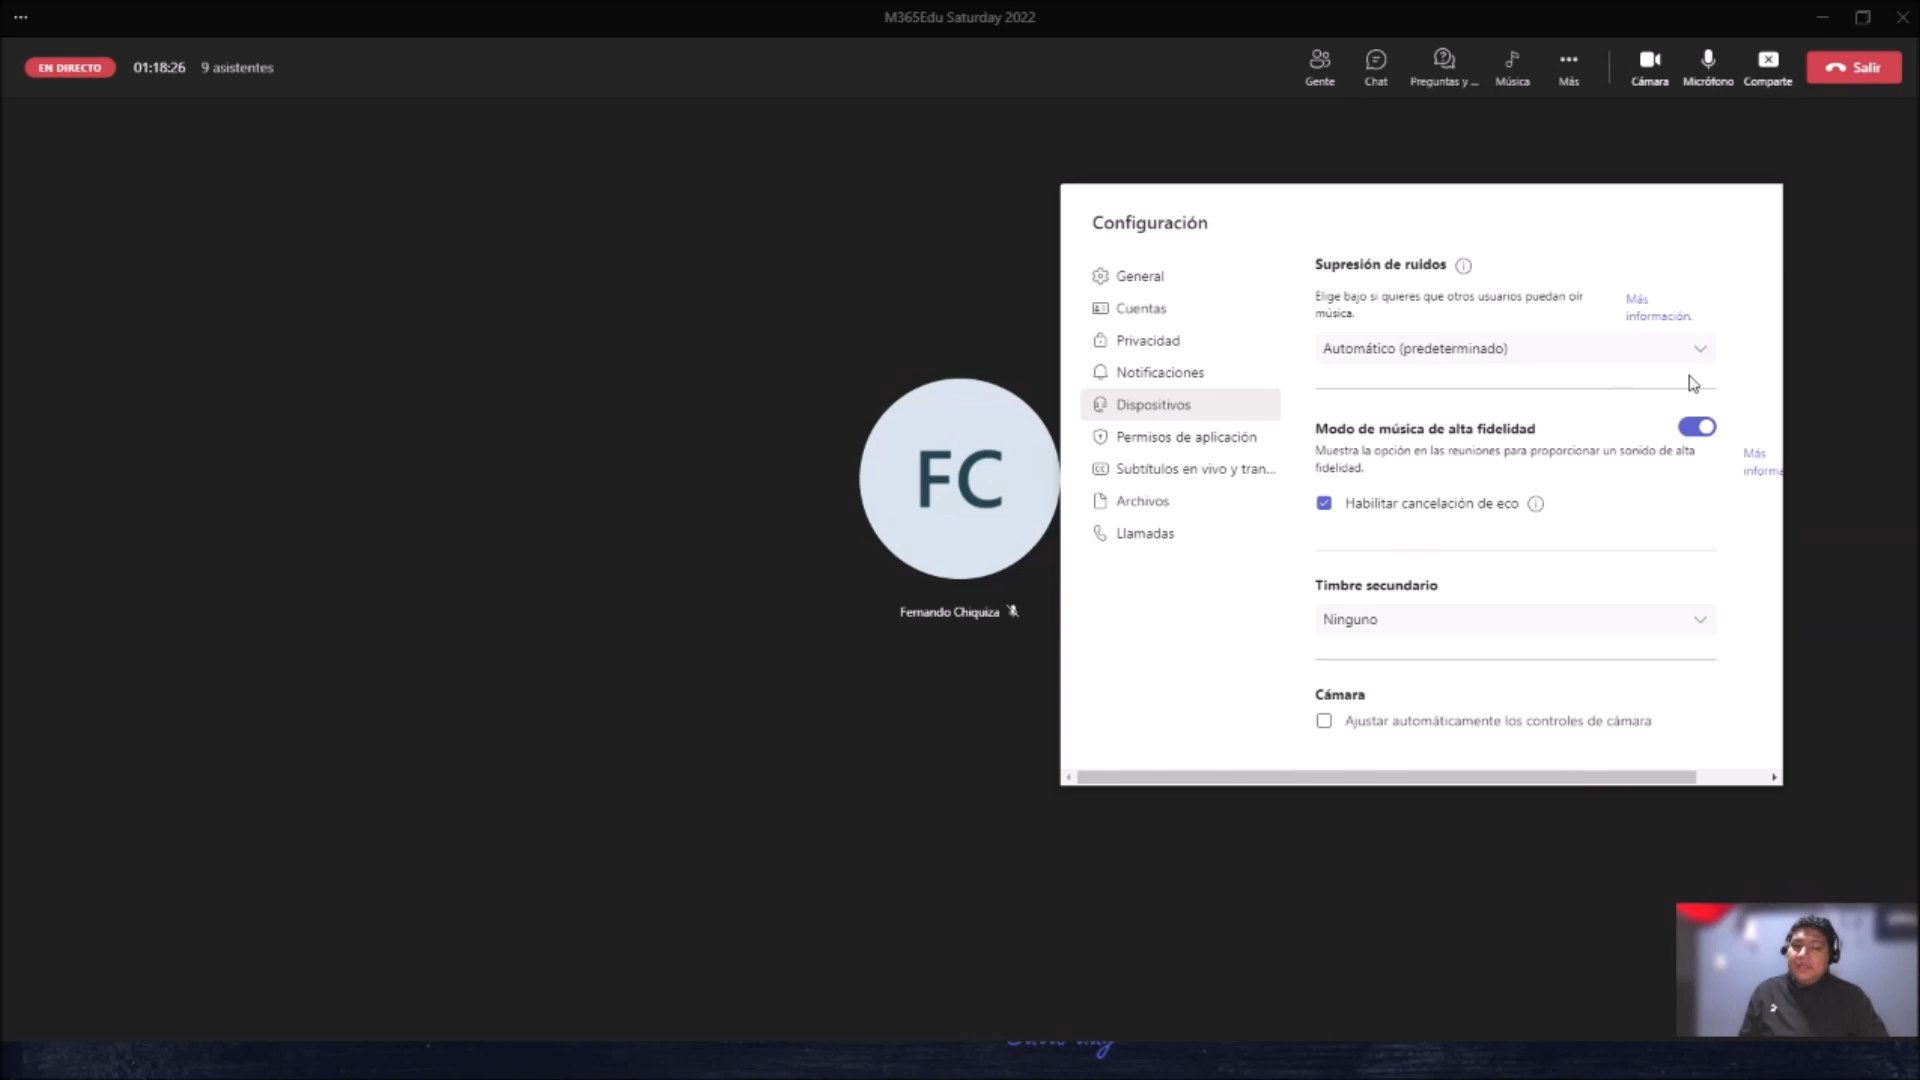 M365Edu Saturday 2022
EN DIRECTO
01:18:26
9 asistentes
Gente
Chat
Preguntas y ...
Música
Más
Cámara
Micrófono
Comparte
Salir
Configuración
General
Cuentas
Privacidad
Notificaciones
Dispositivos
Permisos de aplicación
Subtítulos en vivo y tran...
Archivos
Llamadas
Supresión de ruidos
Elige bajo si quieres que otros usuarios puedan oír
música.
Más
información.
Automático (predeterminado)
Modo de música de alta fidelidad
Muestra la opción en las reuniones para proporcionar un sonido de alta
fidelidad.
Más
informa
Habilitar cancelación de eco
Timbre secundario
Ninguno
Cámara
Ajustar automáticamente los controles de cámara
FC
Fernando Chiquiza